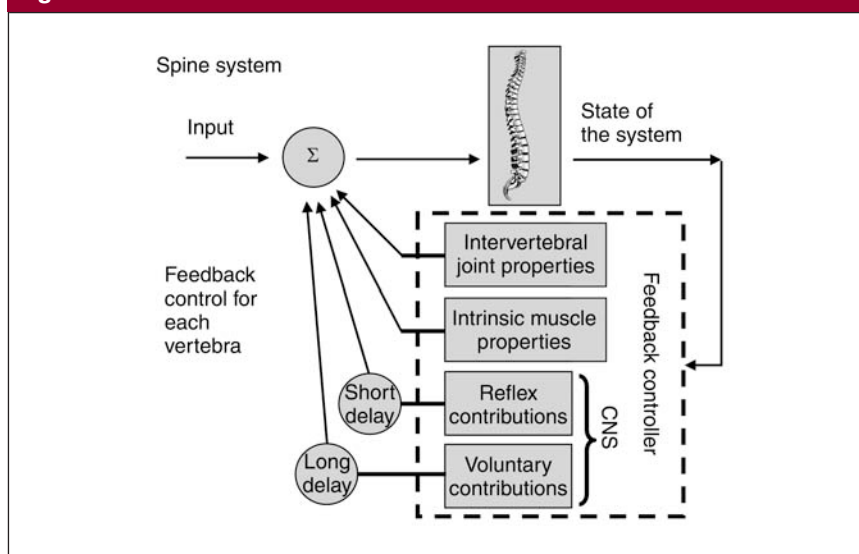 Spine system
Input
Σ
State of
the system
Feedback
control for
each
vertebra
Intervertebral
joint properties
Intrinsic muscle
properties
Short
delay
Reflex
contributions
Long
delay
Voluntary
contributions
CNS
Feedback controller